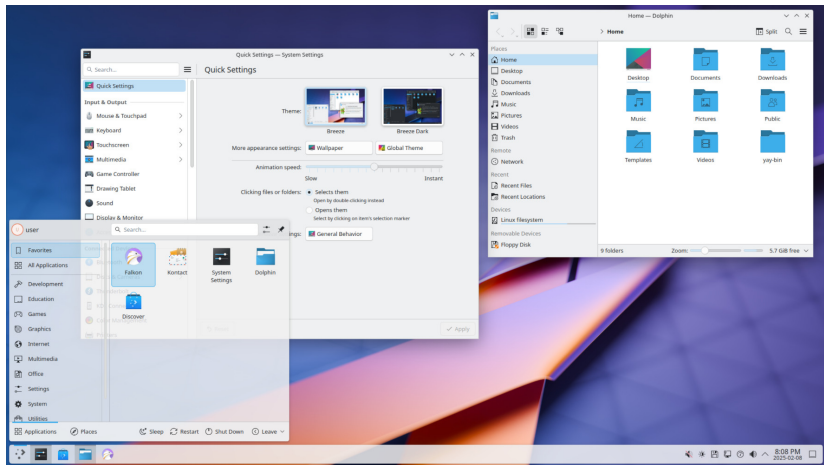 Quick Settings — System Settings
Search...
Quick Settings
Quick Settings
Input & Output
Mouse & Touchpad
Keyboard
Touchscreen
Multimedia
Game Controller
Drawing Tablet
Sound
Display & Monitor
Theme:
Breeze
Breeze Dark
More appearance settings:
Wallpaper
Global Theme
Animation speed:
Slow
Instant
Clicking files or folders:
Selects them
Open by double-clicking instead
Opens them
Select by clicking on item's selection marker
General Behavior
Apply
Home — Dolphin
Home
Split
Places
Home
Desktop
Documents
Downloads
Music
Pictures
Videos
Trash
Remote
Network
Recent
Recent Files
Recent Locations
Devices
Linux filesystem
Removable Devices
Floppy Disk
Desktop
Documents
Downloads
Music
Pictures
Public
Templates
Videos
yay-bin
9 folders
Zoom:
5.7 GiB free
user
Search...
Favorites
All Applications
Development
Education
Games
Graphics
Internet
Multimedia
Office
Settings
System
Utilities
Falkon
Kontact
System
Settings
Dolphin
Discover
Applications
Places
Sleep
Restart
Shut Down
Leave
8:08 PM
2025-02-08